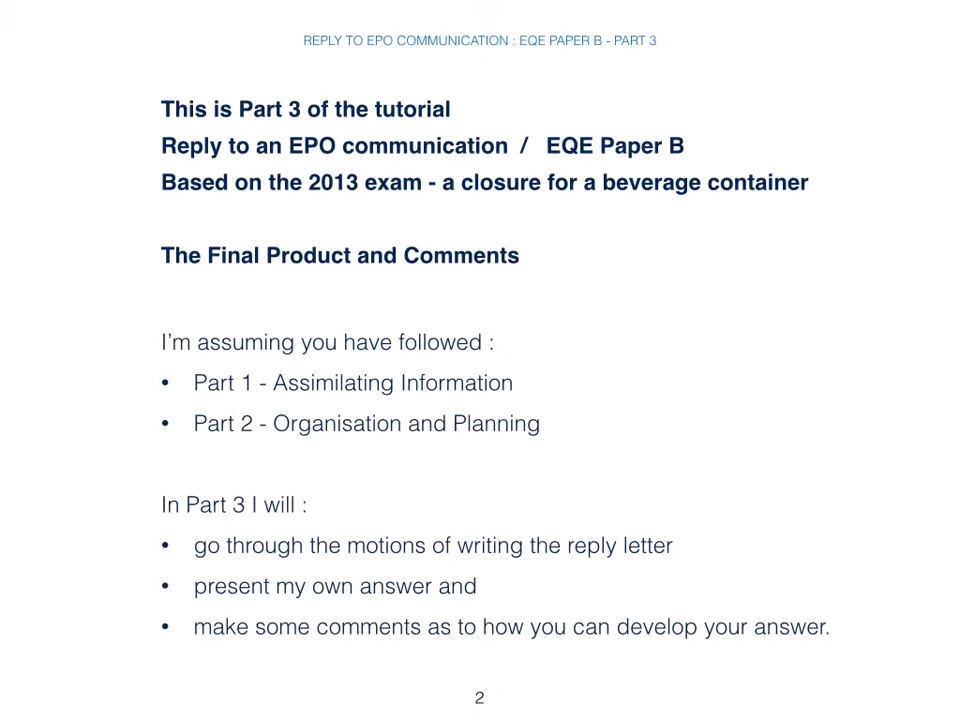 REPLY TO EPO COMMUNICATION : EQE PAPER B - PART 3
This is Part 3 of the tutorial
Reply to an EPO communication / EQE Paper B
Based on the 2013 exam - a closure for a beverage container
The Final Product and Comments
I'm assuming you have followed :
• Part 1 - Assimilating Information
• Part 2 - Organisation and Planning
In Part 3 I will :
• go through the motions of writing the reply letter
• present my own answer and
• make some comments as to how you can develop your answer.
2